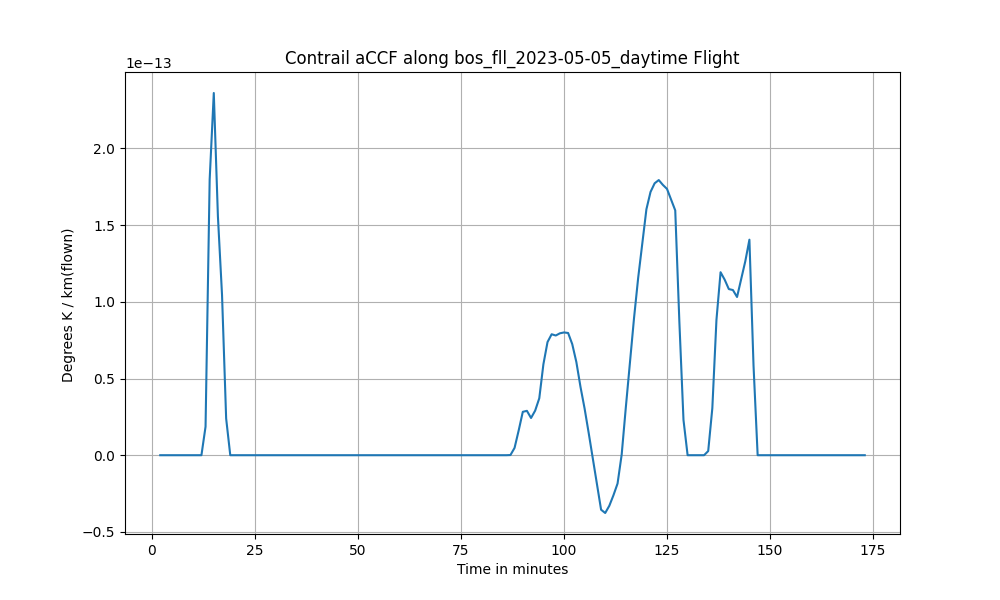 Contrail aCCF along bos_fll_2023-05-05_daytime Flight
1e−13
2.0
1.5
1.0
0.5
0.0
−0.5
Degrees K / km(flown)
0 25 50 75 100 125 150 175
Time in minutes